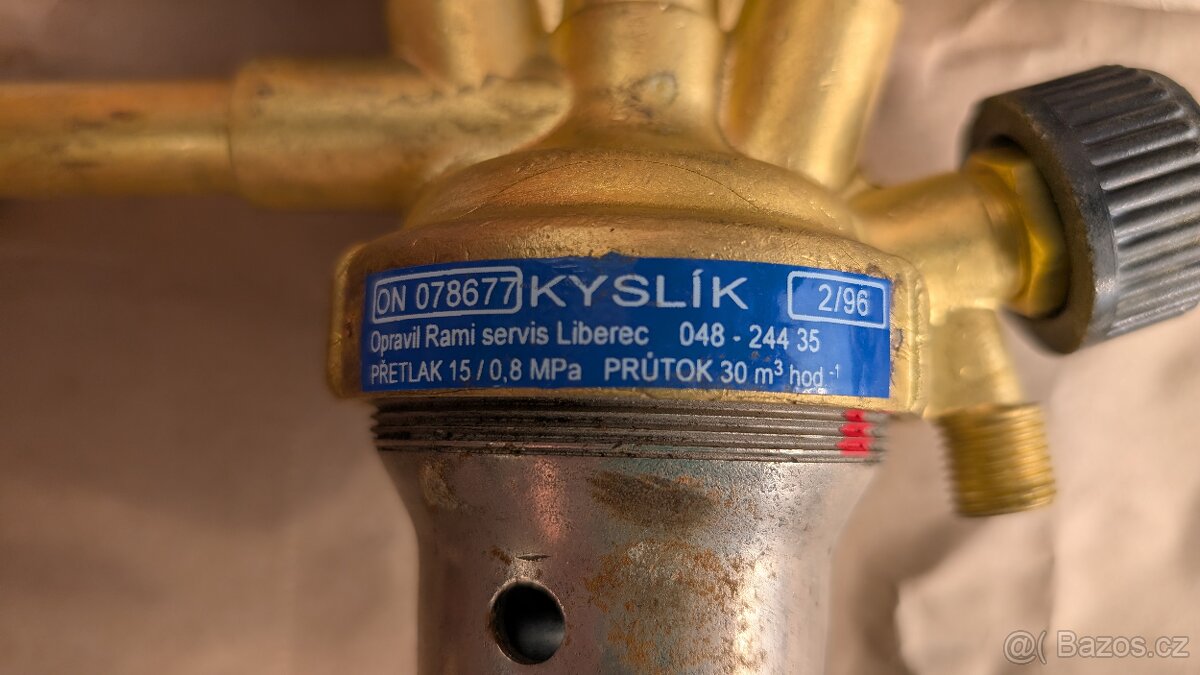 ON 078677 KYSLÍK 2/96
Opravil Rami servis Liberec 048 - 244 35
PŘETLAK 15 / 0,8 MPa PRÚTOK 30 m³ hod⁻¹
@( Bazos.cz